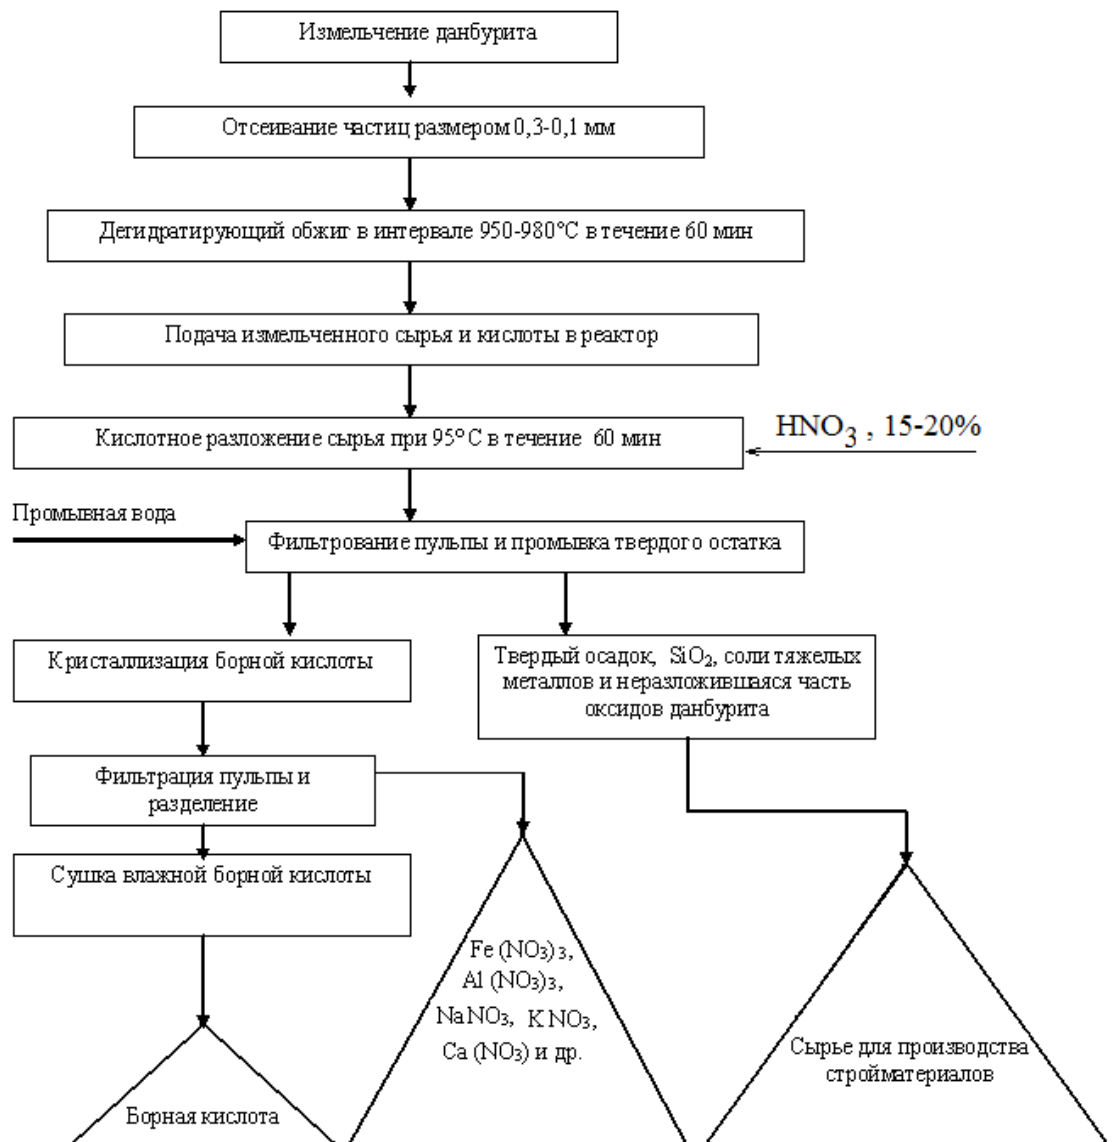 Измельчение данбурита
Отсеивание частиц размером 0,3-0,1 мм
Дегидратирующий обжиг в интервале 950-980°С в течение 60 мин
Подача измельченного сырья и кислоты в реактор
Кислотное разложение сырья при 95°С в течение 60 мин
HNO₃ , 15-20%
Промывная вода
Фильтрование пульпы и промывка твердого остатка
Кристаллизация борной кислоты
Твердый осадок, SiO₂, соли тяжелых
металлов и неразложившаяся часть
оксидов данбурита
Фильтрация пульпы и
разделение
Сушка влажной борной кислоты
Fe (NO₃)₃,
Al (NO₃)₃,
NaNO₃, KNO₃,
Ca (NO₃) и др.
Сырье для производства
стройматериалов
Борная кислота